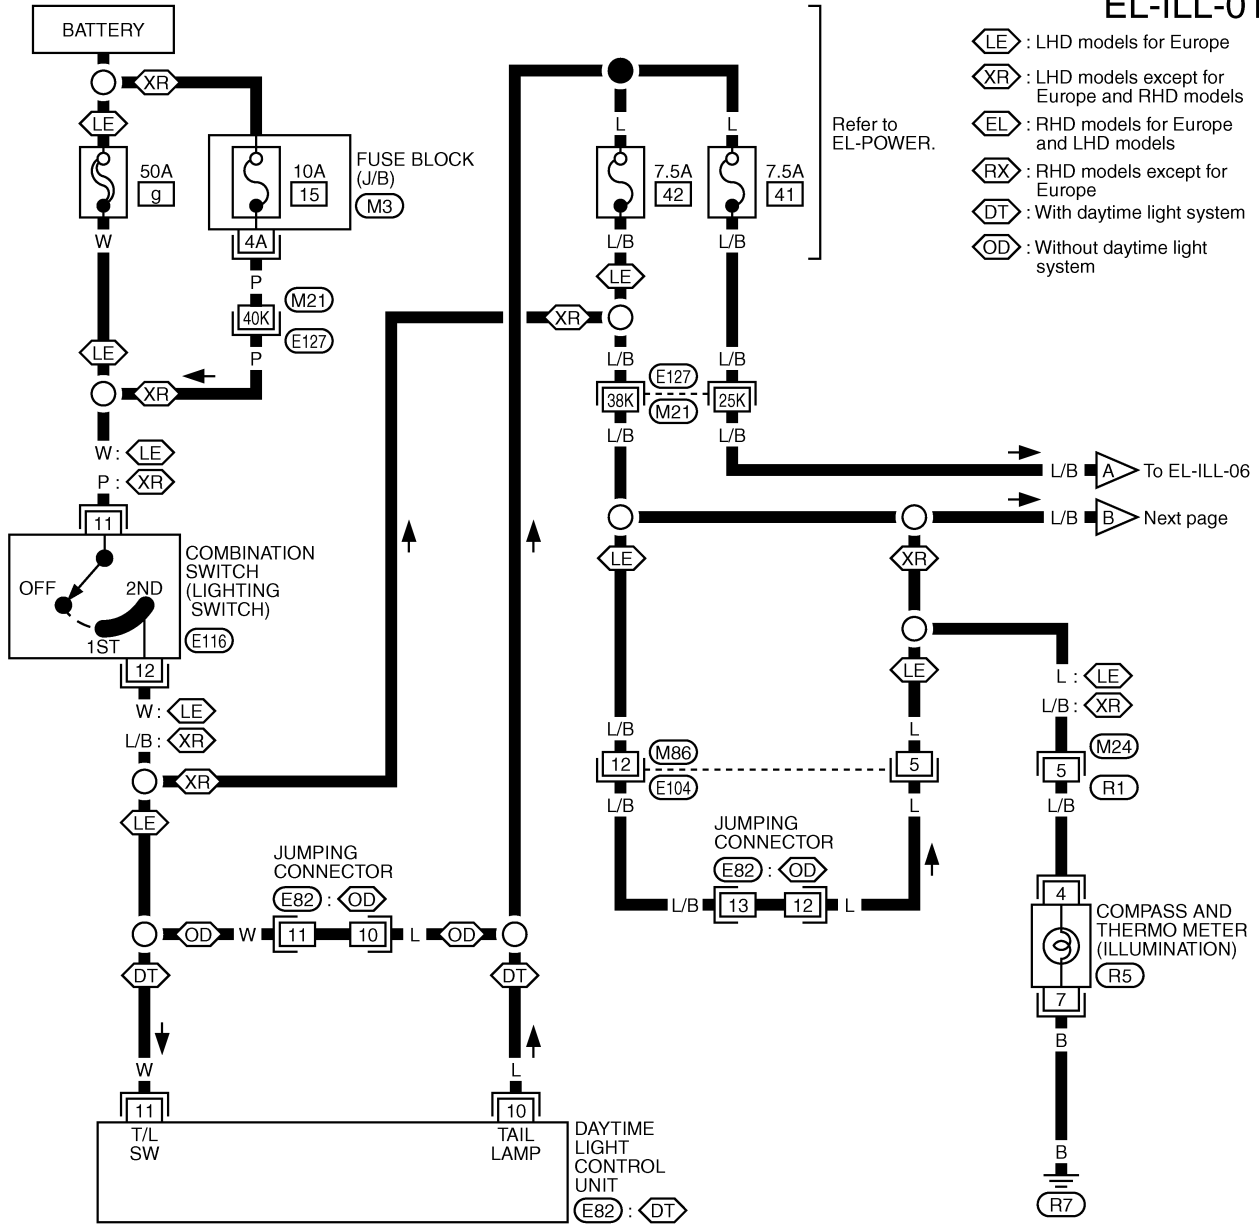 EL-ILL-01
BATTERY
LE : LHD models for Europe
XR : LHD models except for
Europe and RHD models
EL : RHD models for Europe
and LHD models
RX : RHD models except for
Europe
DT : With daytime light system
OD : Without daytime light
system
XR
LE
50A
g
10A
15
FUSE BLOCK
(J/B)
M3
4A
W
P
M21
40K
E127
P
LE
XR
W : LE
P : XR
11
OFF
2ND
1ST
COMBINATION
SWITCH
(LIGHTING
SWITCH)
E116
12
W : LE
L/B : XR
XR
LE
JUMPING
CONNECTOR
E82 : OD
OD
W
11
10
L
OD
DT
DT
W
L
11
10
T/L
SW
TAIL
LAMP
DAYTIME
LIGHT
CONTROL
UNIT
E82 : DT
L
L
7.5A
42
7.5A
41
Refer to
EL-POWER.
L/B
L/B
LE
XR
L/B
L/B
38K
E127
M21
25K
L/B
L/B
L/B
A
To EL-ILL-06
L/B
B
Next page
LE
XR
LE
L : LE
L/B : XR
L/B
L
12
M86
E104
5
M24
5
R1
L/B
L
L/B
JUMPING
CONNECTOR
E82 : OD
L/B
13
12
L
4
COMPASS AND
THERMO METER
(ILLUMINATION)
R5
7
B
B
R7